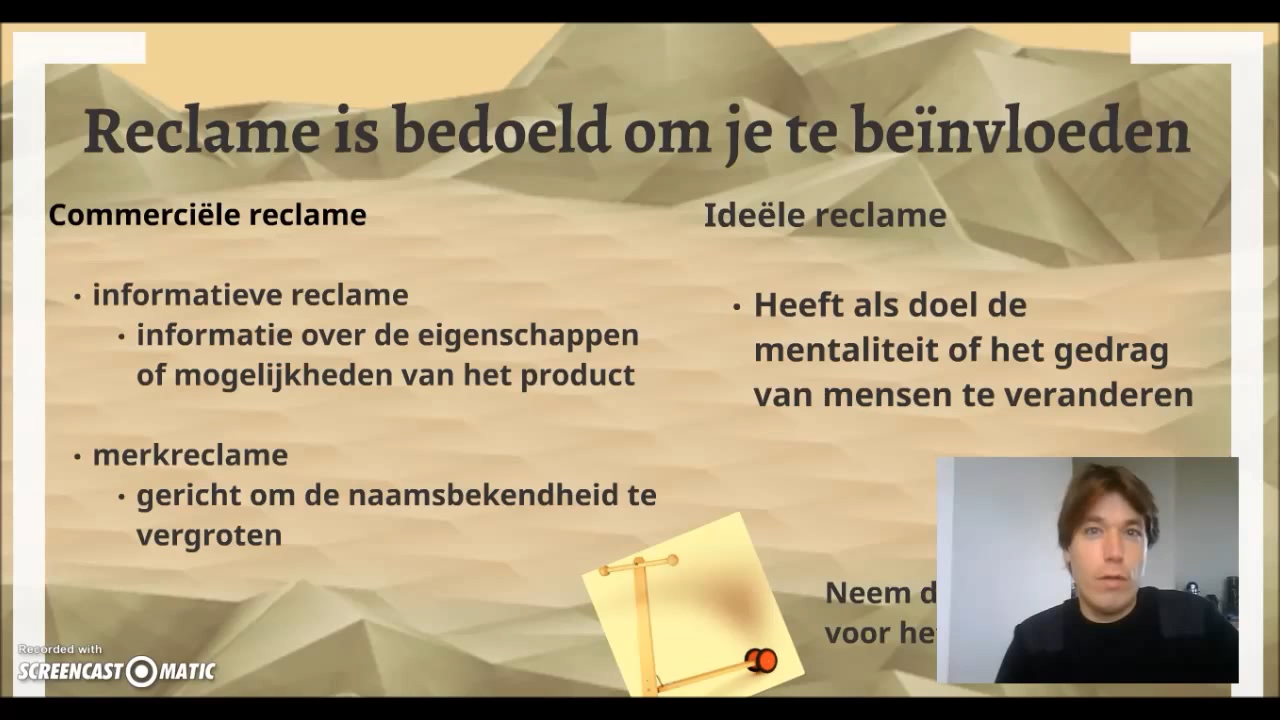 Reclame is bedoeld om je te beïnvloeden
Commerciële reclame
• informatieve reclame
• informatie over de eigenschappen
of mogelijkheden van het product
• merkreclame
• gericht om de naamsbekendheid te
vergroten
Ideële reclame
• Heeft als doel de
mentaliteit of het gedrag
van mensen te veranderen
Neem
voor
Recorded with
SCREENCAST MATIC